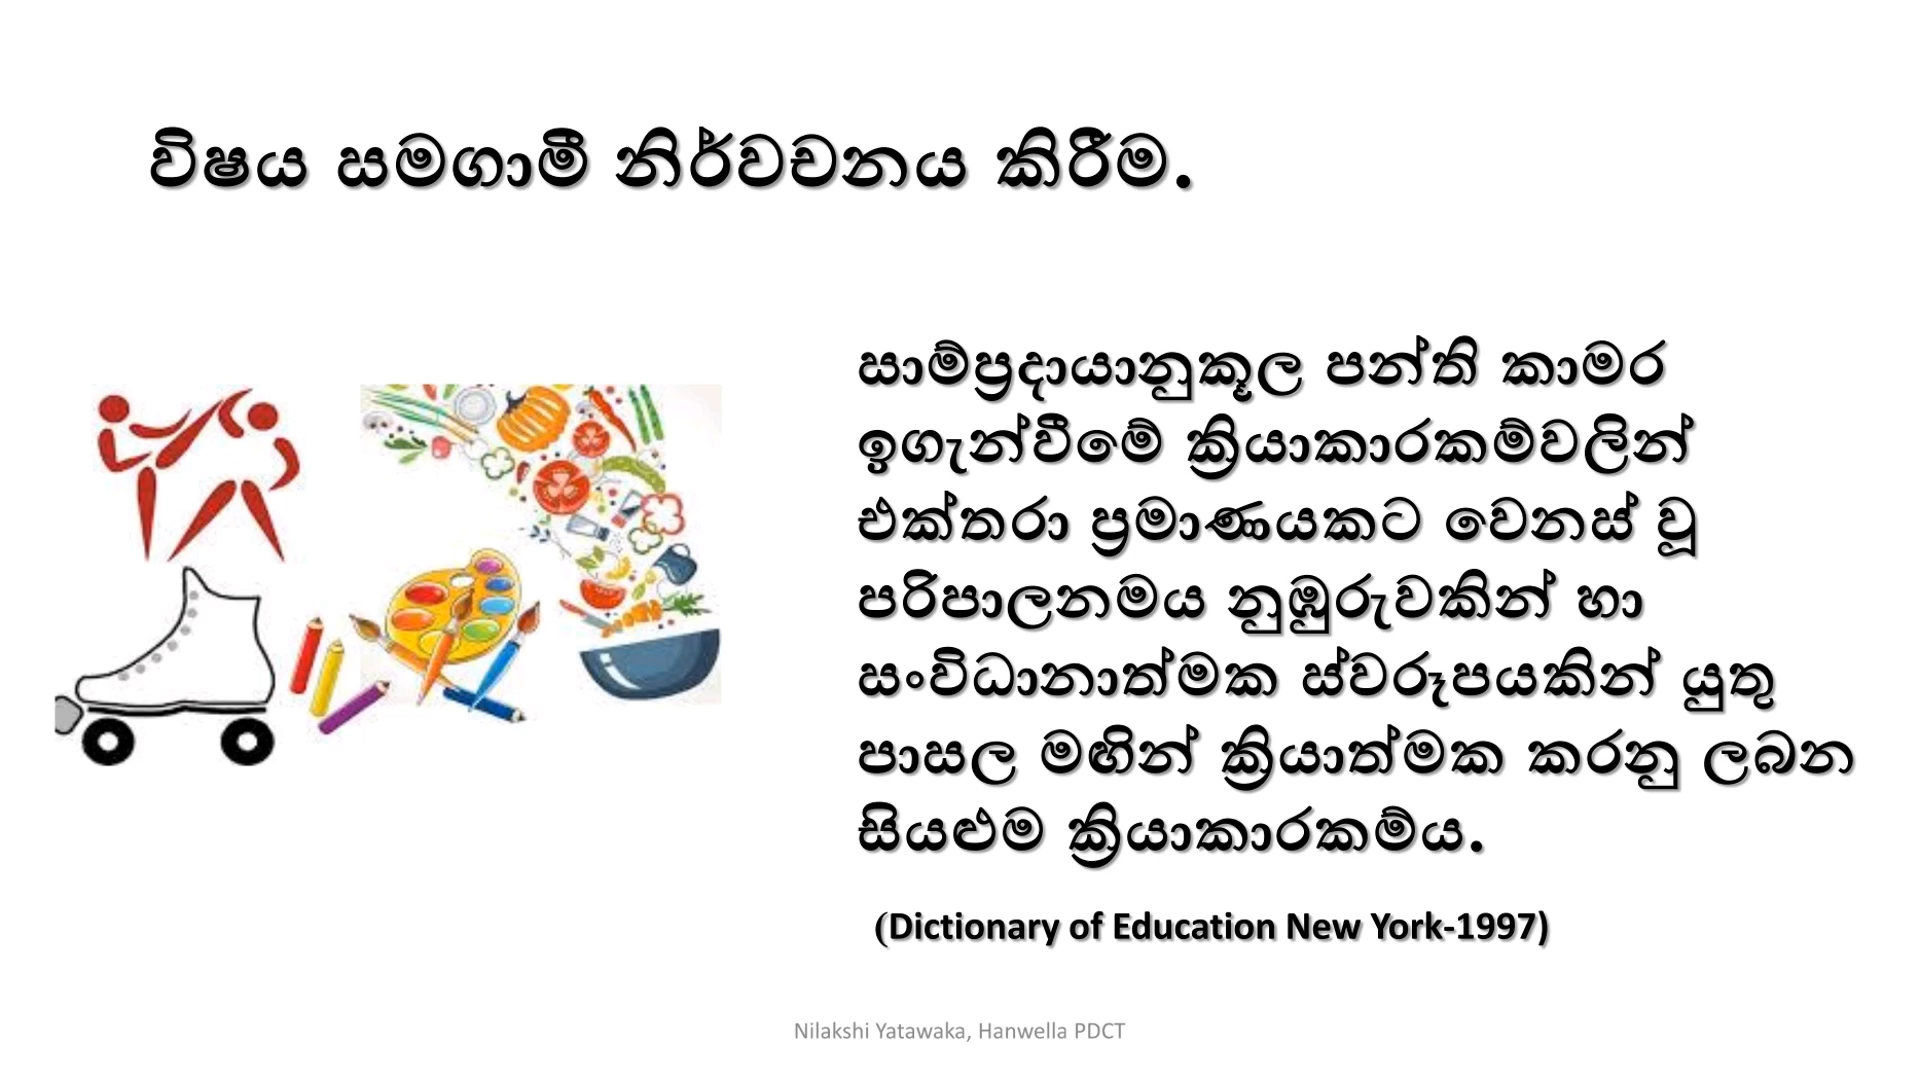 විෂය සමගාමී නිර්වචනය කිරීම.
සාම්ප්‍රදායානුකූල පන්ති කාමර
ඉගැන්වීමේ ක්‍රියාකාරකම්වලින්
එක්තරා ප්‍රමාණයකට වෙනස් වූ
පරිපාලනමය නුඹුරුවකින් හා
සංවිධානාත්මක ස්වරූපයකින් යුතු
පාසල මඟින් ක්‍රියාත්මක කරනු ලබන
සියළුම ක්‍රියාකාරකම්ය.
(Dictionary of Education New York-1997)
Nilakshi Yatawaka, Hanwella PDCT